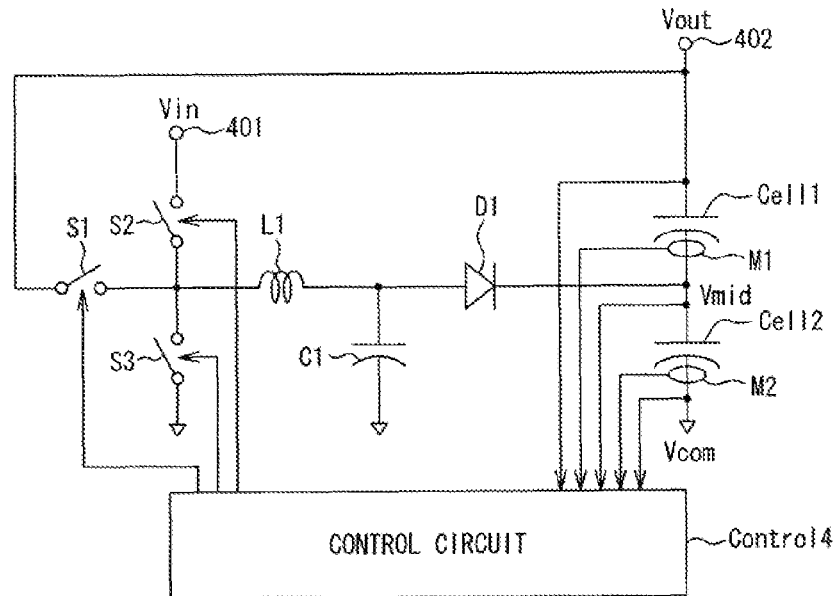 Vout
402
Vin
401
Cell1
S2
L1
D1
S1
M1
Vmid
Cell2
S3
C1
M2
Vcom
CONTROL CIRCUIT
Control4